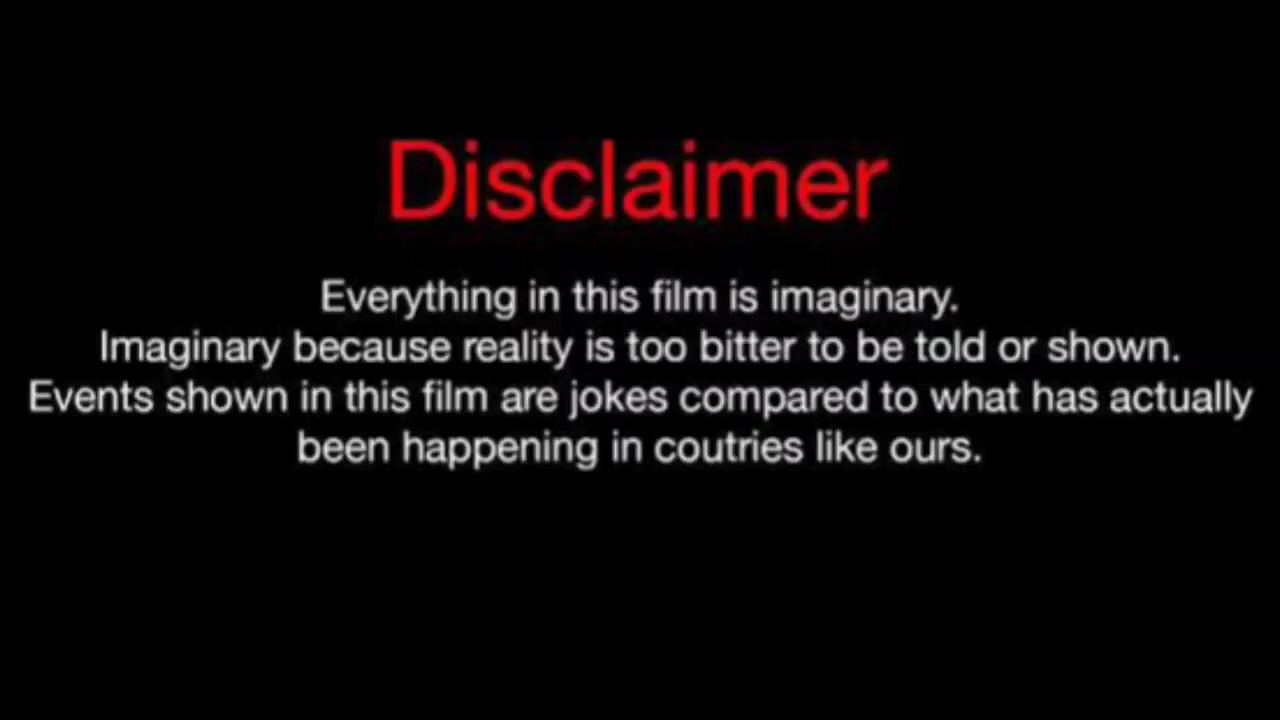 Disclaimer
Everything in this film is imaginary.
Imaginary because reality is too bitter to be told or shown.
Events shown in this film are jokes compared to what has actually
been happening in coutries like ours.